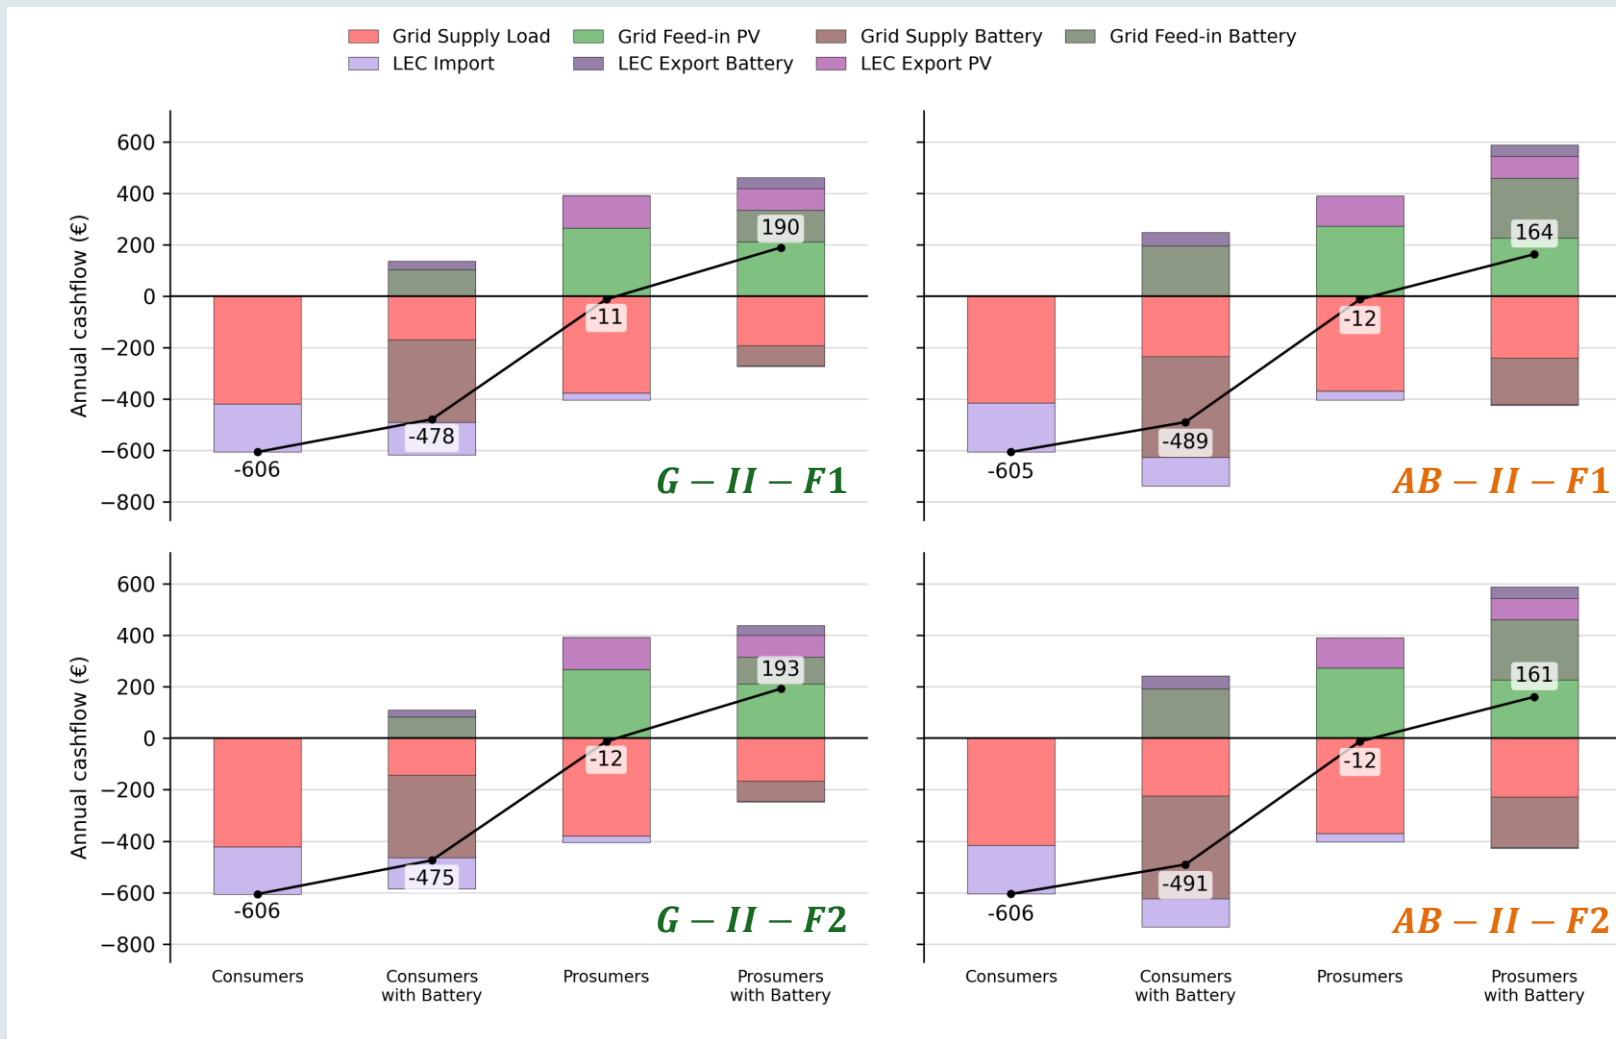 Grid Supply Load Grid Feed-in PV Grid Supply Battery Grid Feed-in Battery
LEC Import LEC Export Battery LEC Export PV
Annual cashflow (€)
600
400
200
0
−200
−400
−600
−800
-606
-478
-11
190
G − II − F1
-605
-489
-12
164
AB − II − F1
Annual cashflow (€)
600
400
200
0
−200
−400
−600
−800
-606
-475
-12
193
G − II − F2
-606
-491
-12
161
AB − II − F2
Consumers
Consumers
with Battery
Prosumers
Prosumers
with Battery
Consumers
Consumers
with Battery
Prosumers
Prosumers
with Battery